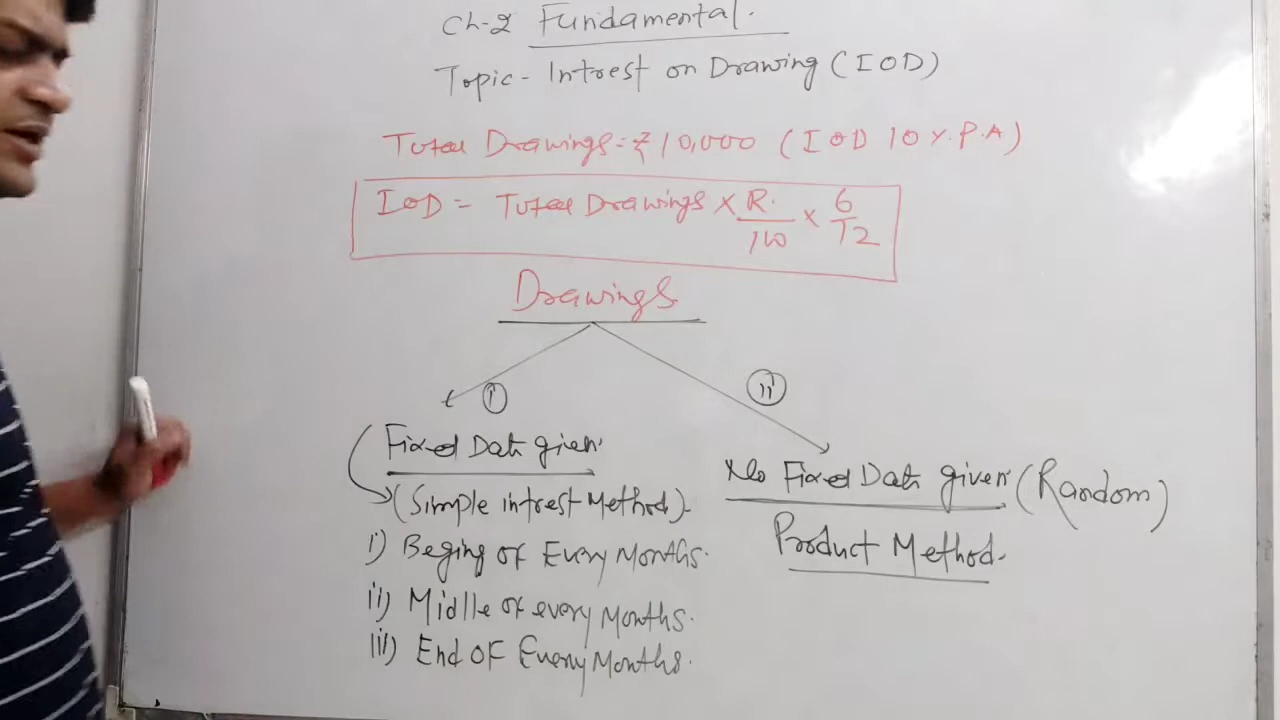 Ch-2 Fundamental.
Topic - Intrest on Drawing (IOD)
Total Drawings = ₹10,000 (IOD 10%. P.A)
IOD = Total Drawings × R. / 100 × 6 / 12
Drawings
i
ii
Fixed Date given
(Simple intrest Method).
i) Beging of Every Months.
ii) Midlle of every Months.
iii) End OF Every Months.
No Fixed Date given (Random)
Product Method.